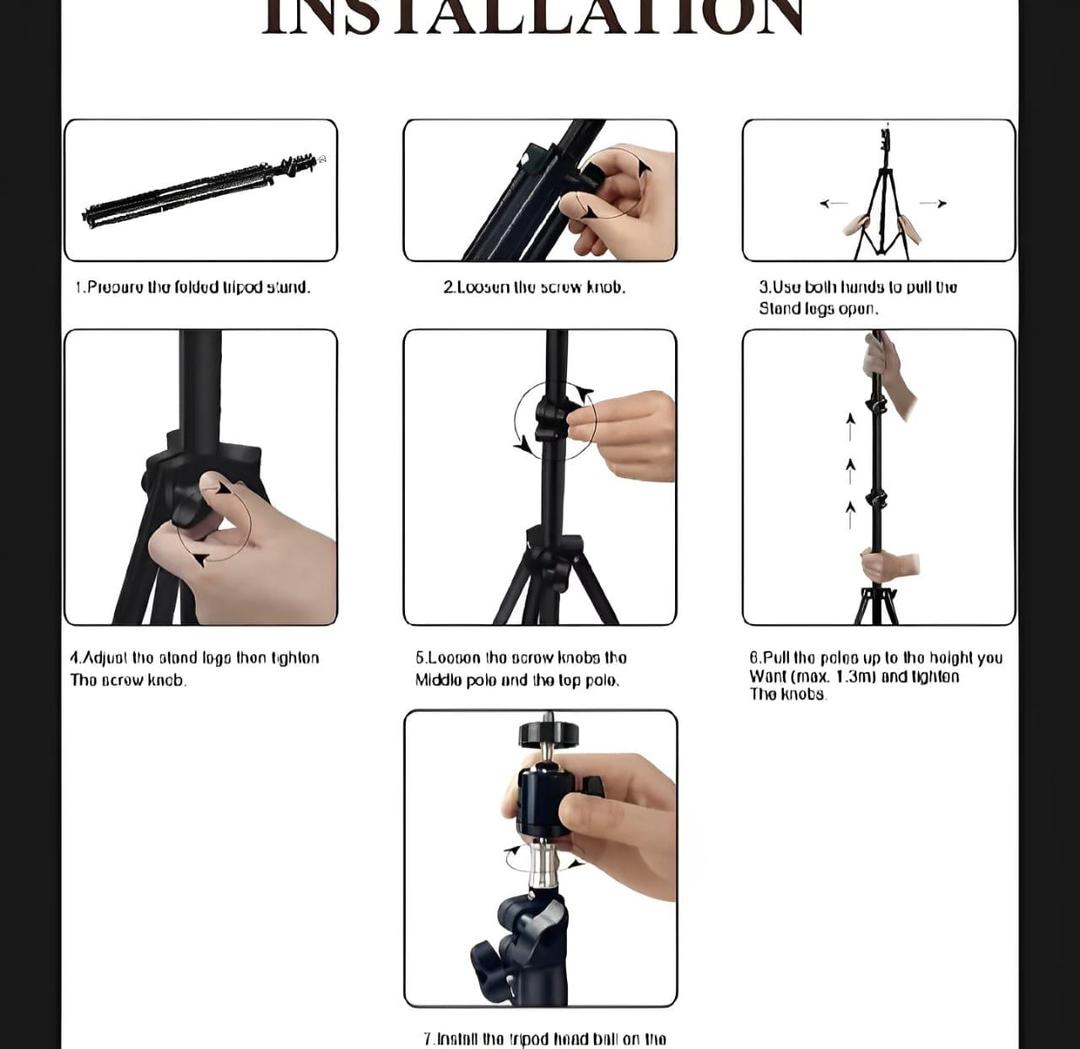 INSTALLATION
1.Prepare the folded tripod stand.
2.Loosen the screw knob.
3.Use both hands to pull the
Stand legs open.
4.Adjust the stand legs then tighten
The screw knob.
5.Loosen the screw knobs the
Middle pole and the top pole.
6.Pull the poles up to the height you
Want (max. 1.3m) and tighten
The knobs.
7.Install the tripod head ball on the